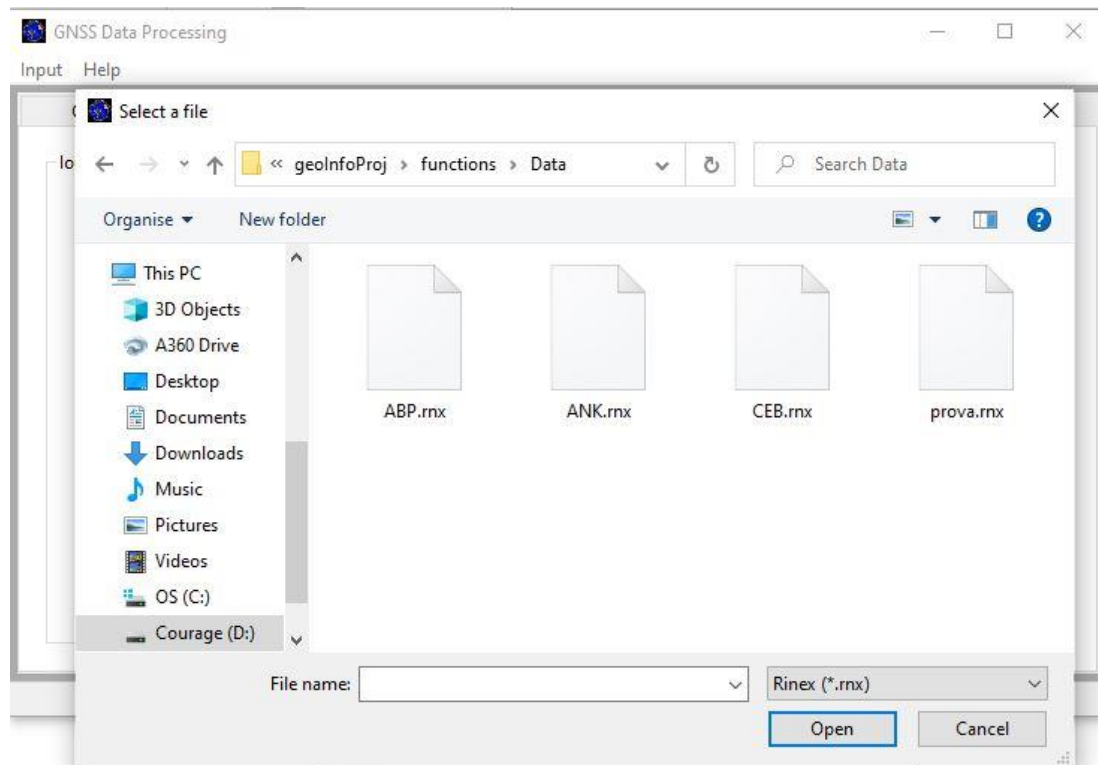 GNSS Data Processing
Input Help
Select a file
lo
« geoInfoProj › functions › Data
Search Data
Organise
New folder
This PC
3D Objects
A360 Drive
Desktop
Documents
Downloads
Music
Pictures
Videos
OS (C:)
Courage (D:)
ABP.rnx ANK.rnx CEB.rnx prova.rnx
File name:
Rinex (*.rnx)
Open Cancel